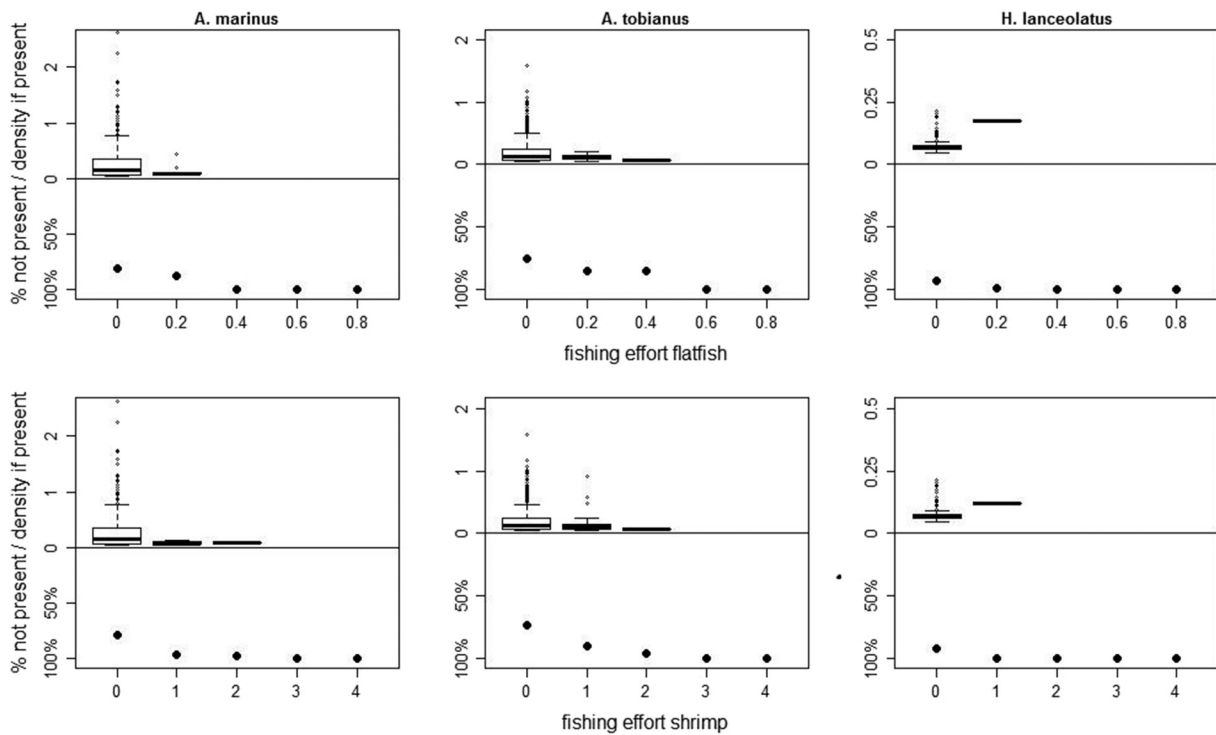 A. marinus A. tobianus H. lanceolatus
% not present / density if present
2
1
0
50%
100%
0 0.2 0.4 0.6 0.8
2
1
0
50%
100%
0 0.2 0.4 0.6 0.8
0.5
0.25
0
50%
100%
0 0.2 0.4 0.6 0.8
fishing effort flatfish
% not present / density if present
2
1
0
50%
100%
0 1 2 3 4
2
1
0
50%
100%
0 1 2 3 4
0.5
0.25
0
50%
100%
0 1 2 3 4
fishing effort shrimp